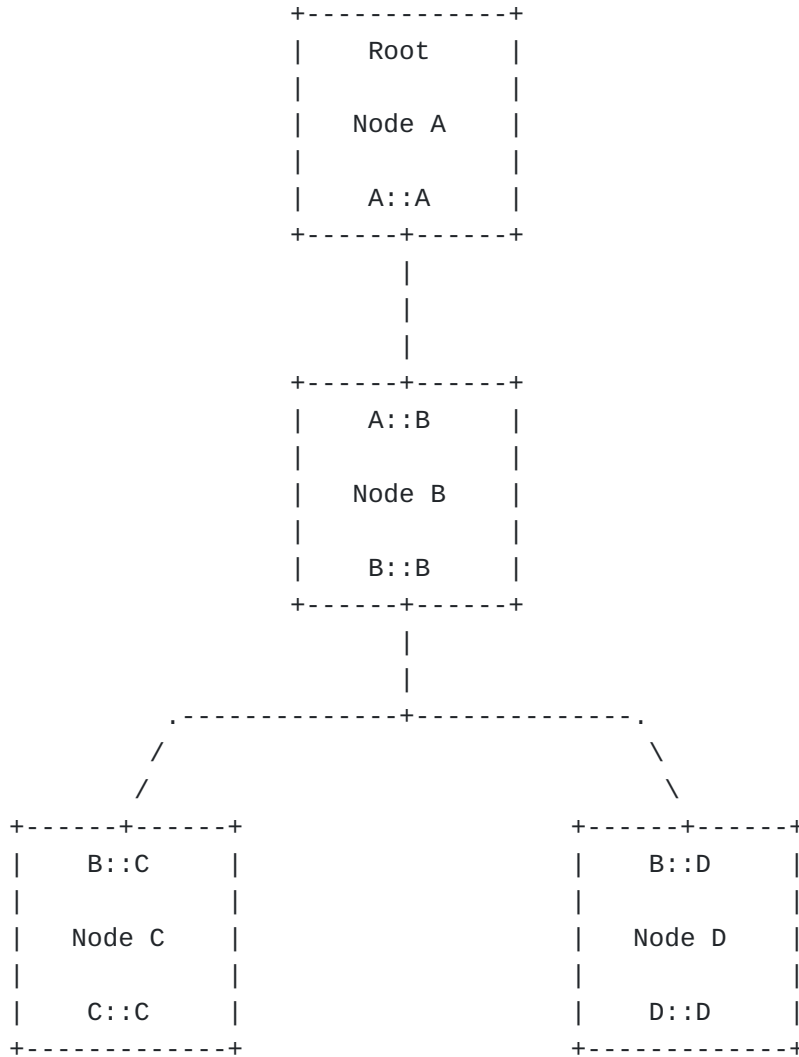 Root
Node A
A::A
A::B
Node B
B::B
B::C B::D
Node C Node D
C::C D::D